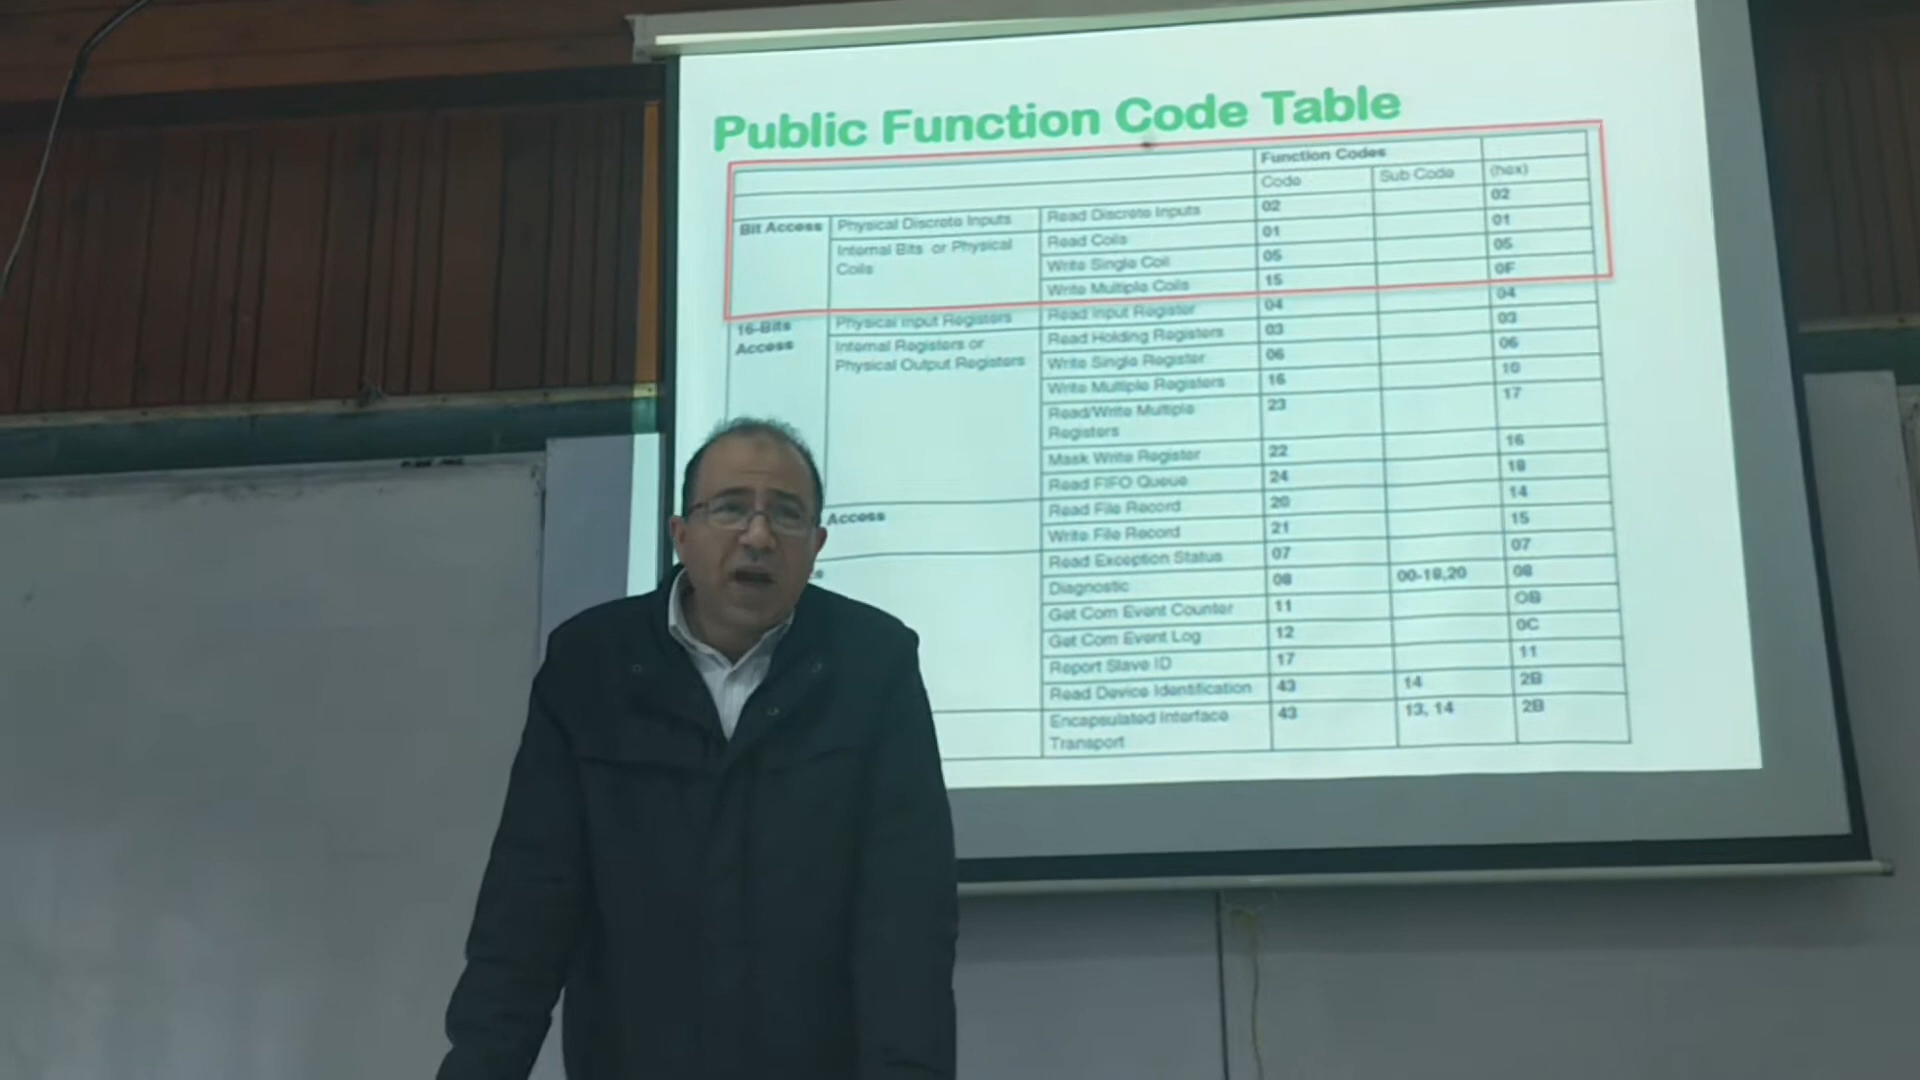 Public Function Code Table
Function Codes
Code Sub Code (hex)
Bit Access Physical Discrete Inputs Read Discrete Inputs 02 02
Internal Bits or Physical Coils Read Coils 01 01
Write Single Coil 05 05
Write Multiple Coils 15 0F
16-Bits Access Physical Input Registers Read Input Register 04 04
Internal Registers or Physical Output Registers Read Holding Registers 03 03
Write Single Register 06 06
Write Multiple Registers 16 10
Read/Write Multiple Registers 23 17
Mask Write Register 22 16
Read FIFO Queue 24 18
Access Read File Record 20 14
Write File Record 21 15
Read Exception Status 07 07
Diagnostic 08 00-18,20 08
Get Com Event Counter 11 OB
Get Com Event Log 12 0C
Report Slave ID 17 11
Read Device Identification 43 14 2B
Encapsulated Interface Transport 43 13, 14 2B